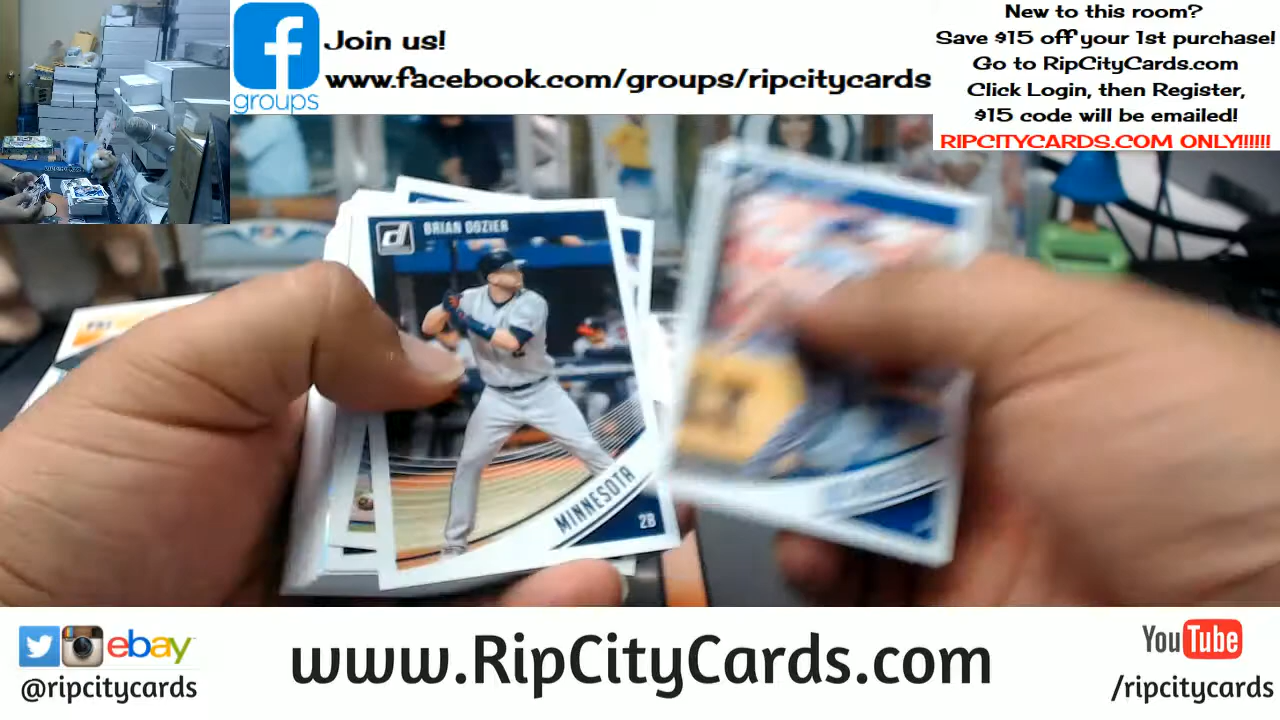 Join us!
www.facebook.com/groups/ripcitycards
groups
New to this room?
Save $15 off your 1st purchase!
Go to RipCityCards.com
Click Login, then Register,
$15 code will be emailed!
RIPCITYCARDS.COM ONLY!!!!!!
d
BRIAN DOZIER
MINNESOTA
2B
ebay
@ripcitycards
www.RipCityCards.com
YouTube
/ripcitycards